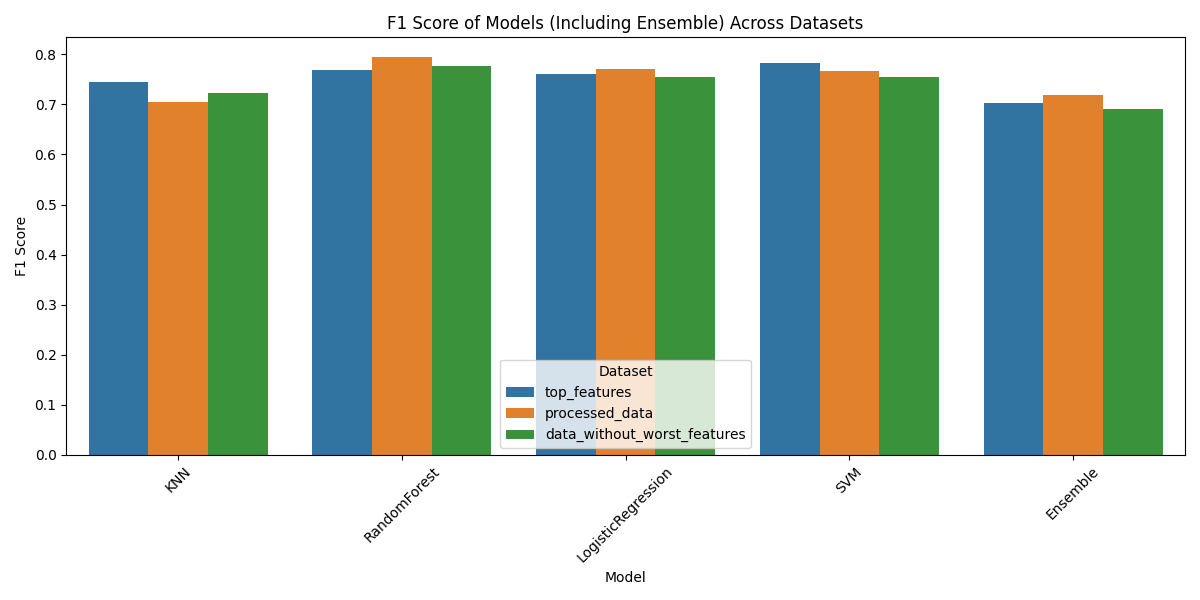 F1 Score of Models (Including Ensemble) Across Datasets
F1 Score
0.8
0.7
0.6
0.5
0.4
0.3
0.2
0.1
0.0
Dataset
top_features
processed_data
data_without_worst_features
KNN
RandomForest
LogisticRegression
SVM
Ensemble
Model